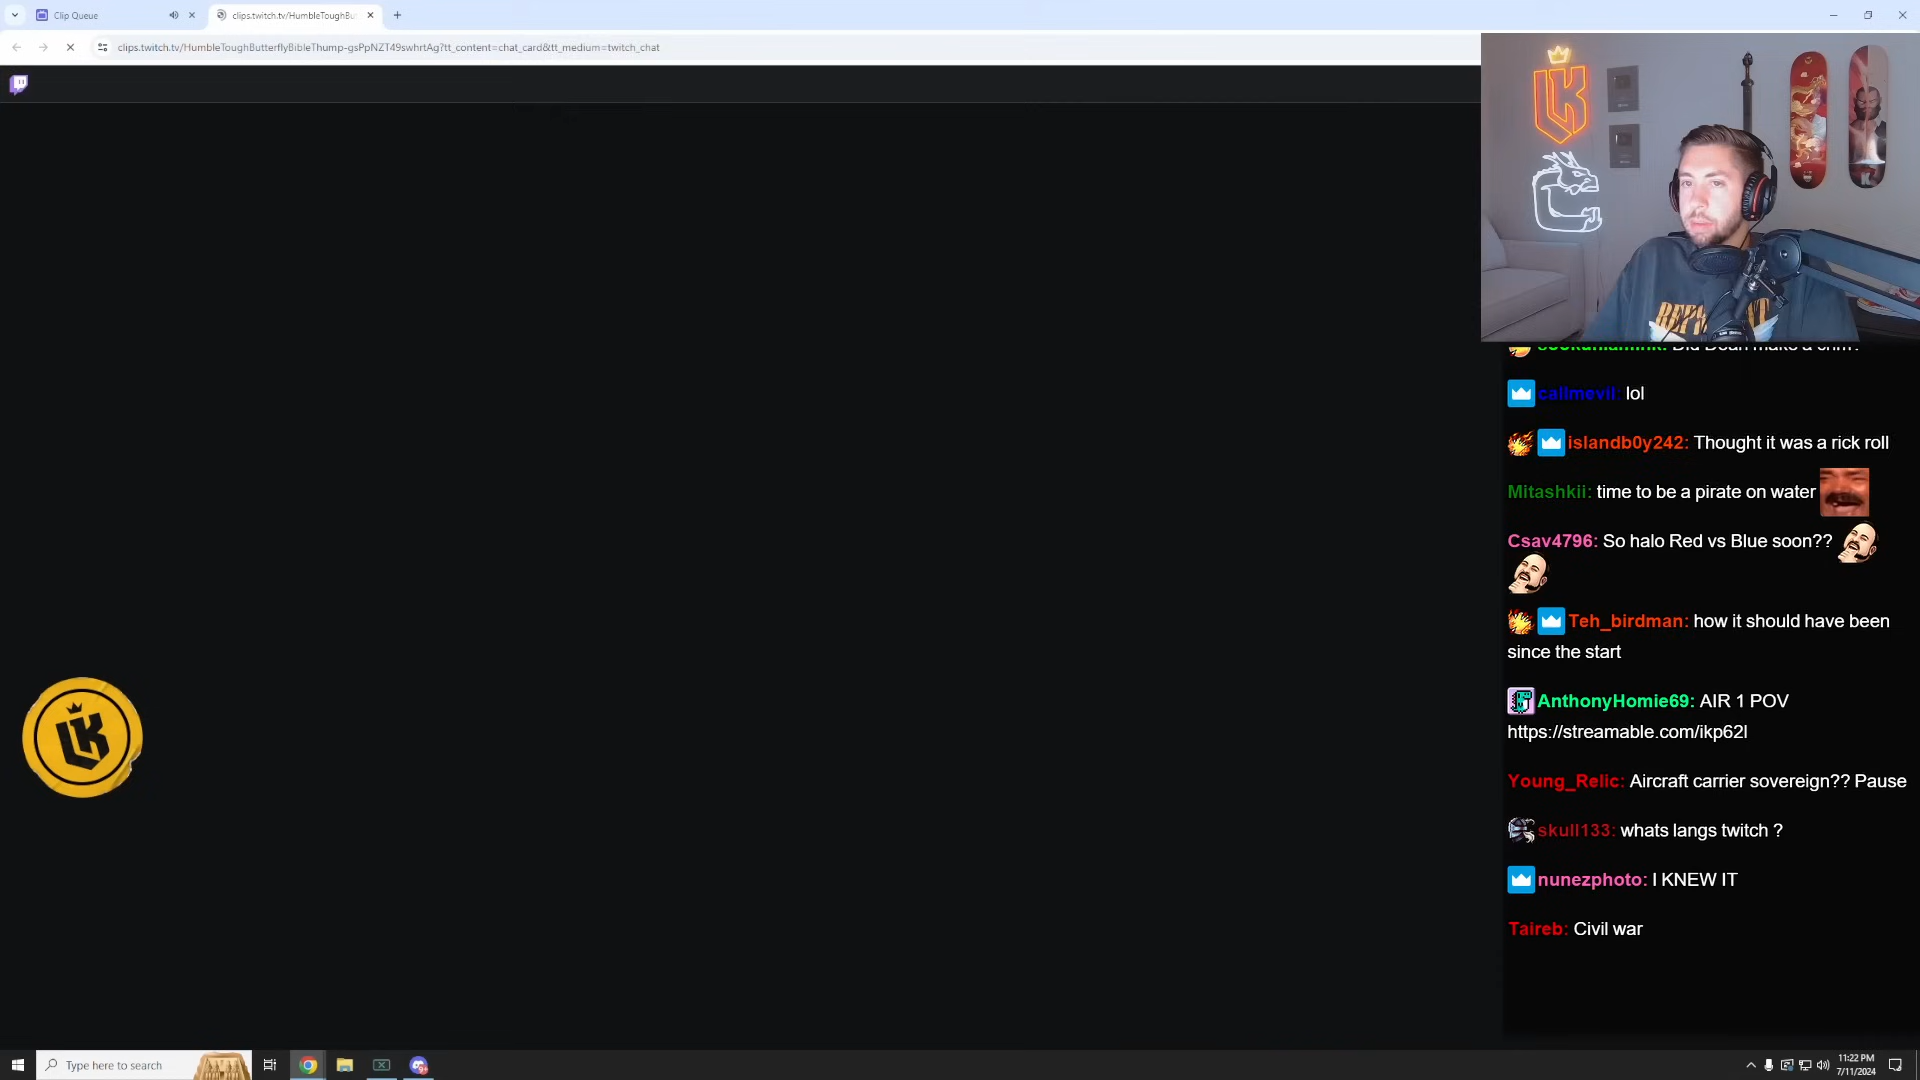 Clip Queue
clips.twitch.tv/HumbleToughBu
clips.twitch.tv/HumbleToughButterflyBibleThump-gsPpNZT49swhrtAg?tt_content=chat_card&tt_medium=twitch_chat
LK
callmevil: lol
islandb0y242: Thought it was a rick roll
Mitashkii: time to be a pirate on water
Csav4796: So halo Red vs Blue soon??
Teh_birdman: how it should have been
since the start
AnthonyHomie69: AIR 1 POV
https://streamable.com/ikp62l
Young_Relic: Aircraft carrier sovereign?? Pause
skull133: whats langs twitch ?
nunezphoto: I KNEW IT
Taireb: Civil war
LK
Type here to search
11:22 PM
7/11/2024